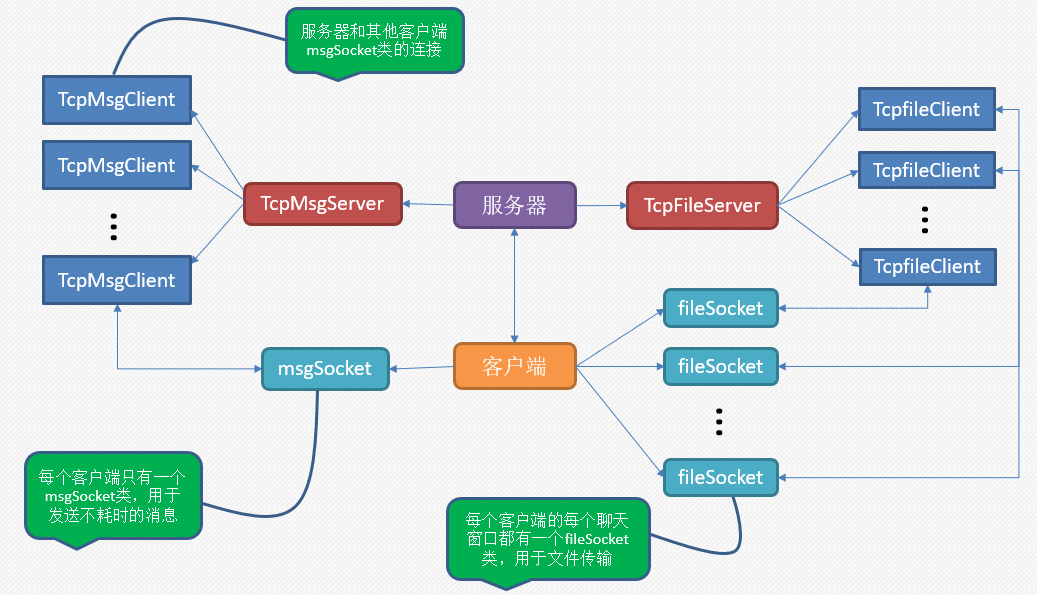 服务器和其他客户端
msgSocket类的连接
TcpMsgClient
TcpMsgClient
TcpMsgClient
TcpMsgServer
服务器
TcpFileServer
TcpfileClient
TcpfileClient
TcpfileClient
msgSocket
客户端
fileSocket
fileSocket
fileSocket
每个客户端只有一个
msgSocket类，用于
发送不耗时的消息
每个客户端的每个聊天
窗口都有一个fileSocket
类，用于文件传输